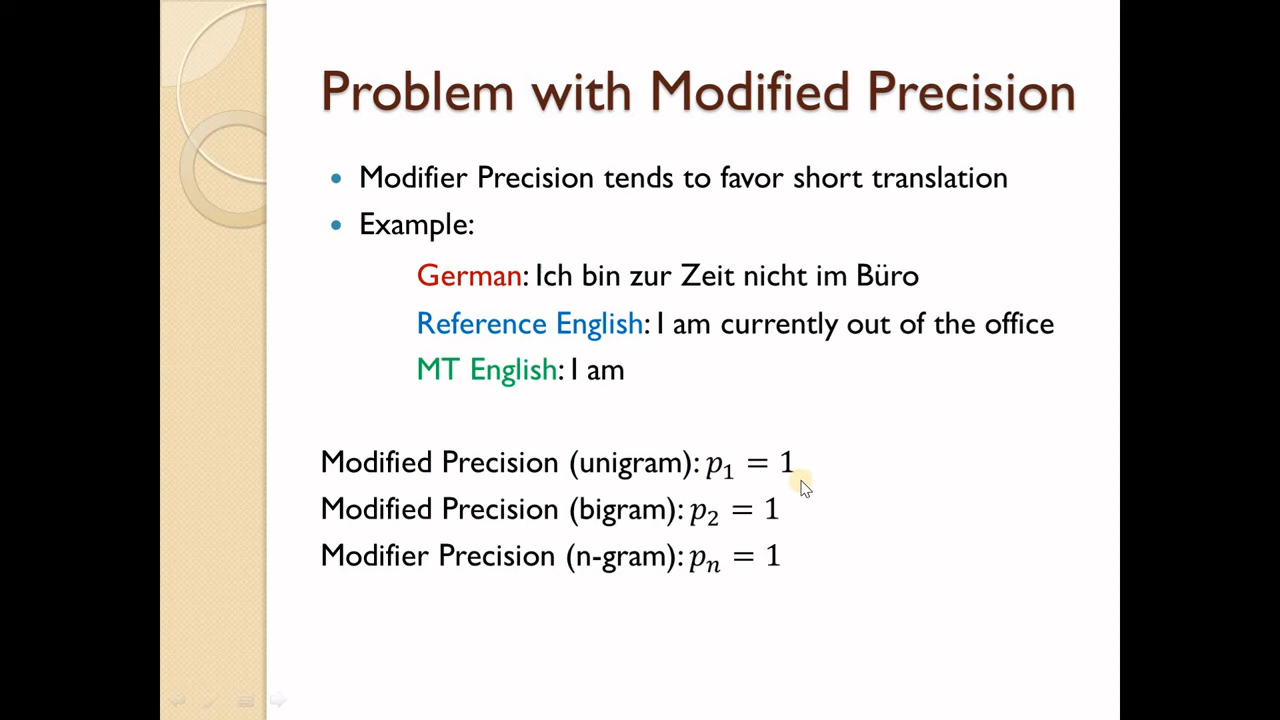 Problem with Modified Precision
• Modifier Precision tends to favor short translation
• Example:
German: Ich bin zur Zeit nicht im Büro
Reference English: I am currently out of the office
MT English: I am
Modified Precision (unigram): p₁ = 1
Modified Precision (bigram): p₂ = 1
Modifier Precision (n-gram): pₙ = 1